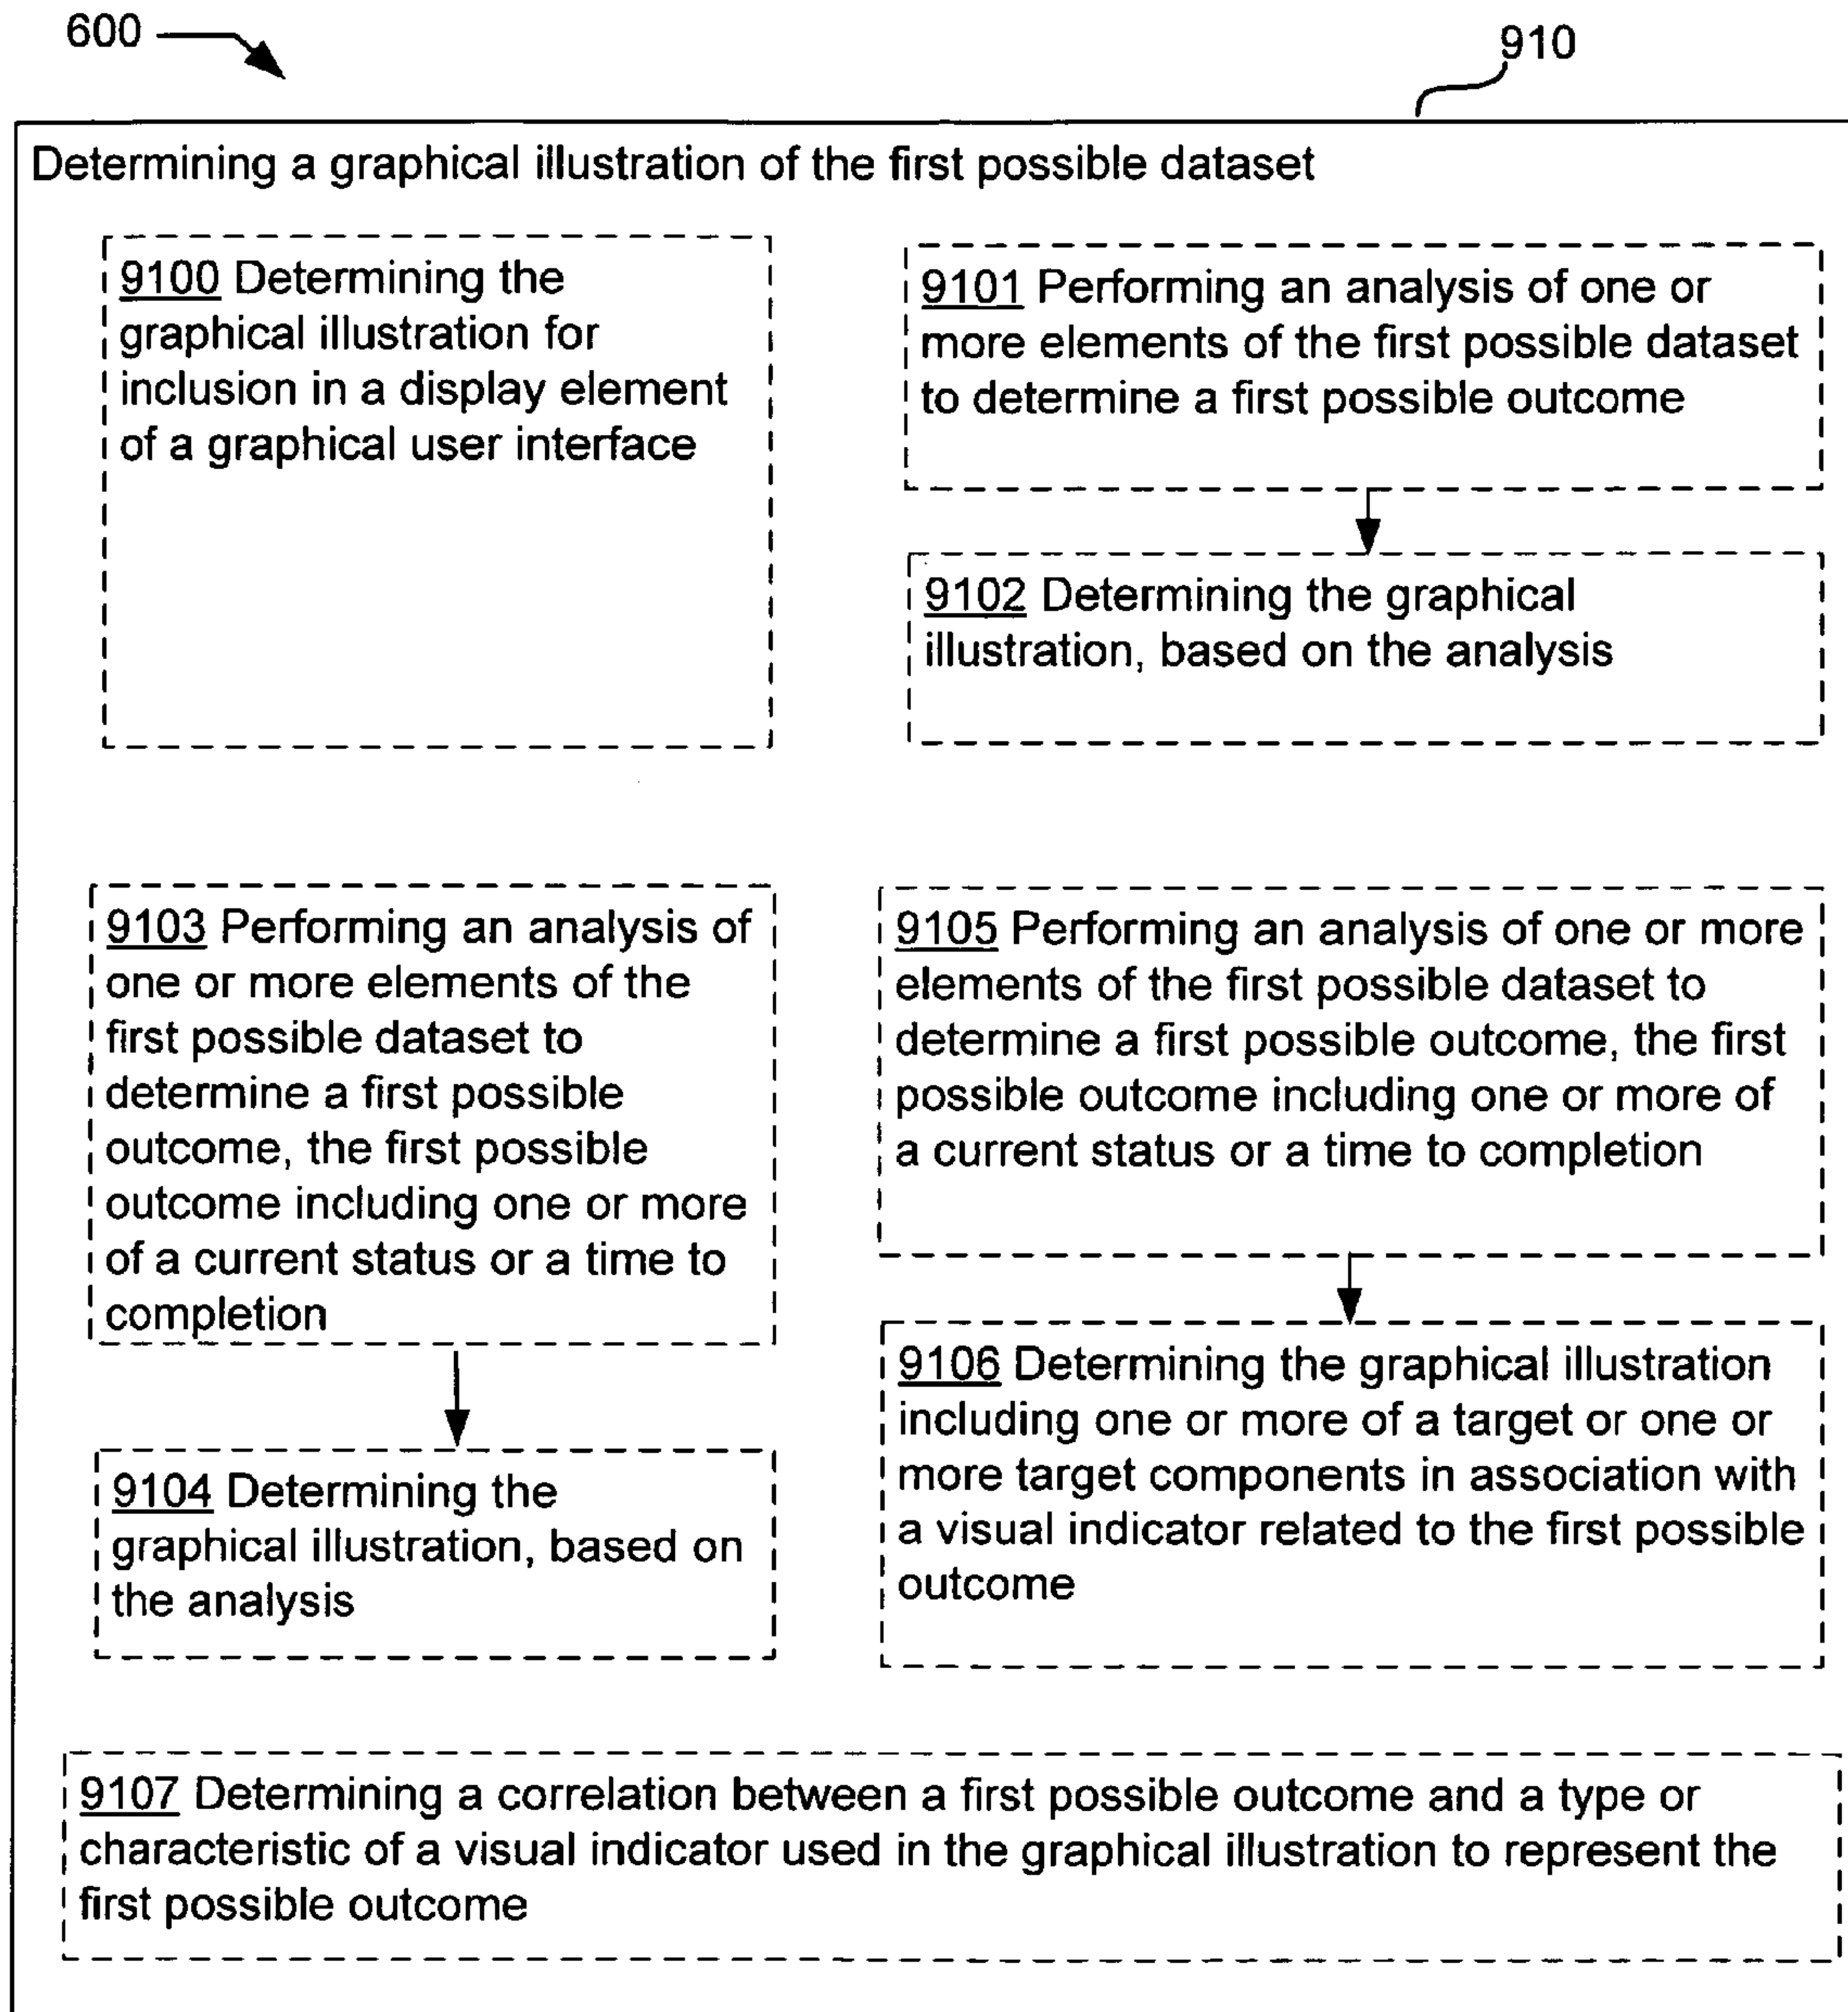 600
910
Determining a graphical illustration of the first possible dataset
9100 Determining the
graphical illustration for
inclusion in a display element
of a graphical user interface
9101 Performing an analysis of one or
more elements of the first possible dataset
to determine a first possible outcome
9102 Determining the graphical
illustration, based on the analysis
9103 Performing an analysis of
one or more elements of the
first possible dataset to
determine a first possible
outcome, the first possible
outcome including one or more
of a current status or a time to
completion
9104 Determining the
graphical illustration, based on
the analysis
9105 Performing an analysis of one or more
elements of the first possible dataset to
determine a first possible outcome, the first
possible outcome including one or more of
a current status or a time to completion
9106 Determining the graphical illustration
including one or more of a target or one or
more target components in association with
a visual indicator related to the first possible
outcome
9107 Determining a correlation between a first possible outcome and a type or
characteristic of a visual indicator used in the graphical illustration to represent the
first possible outcome